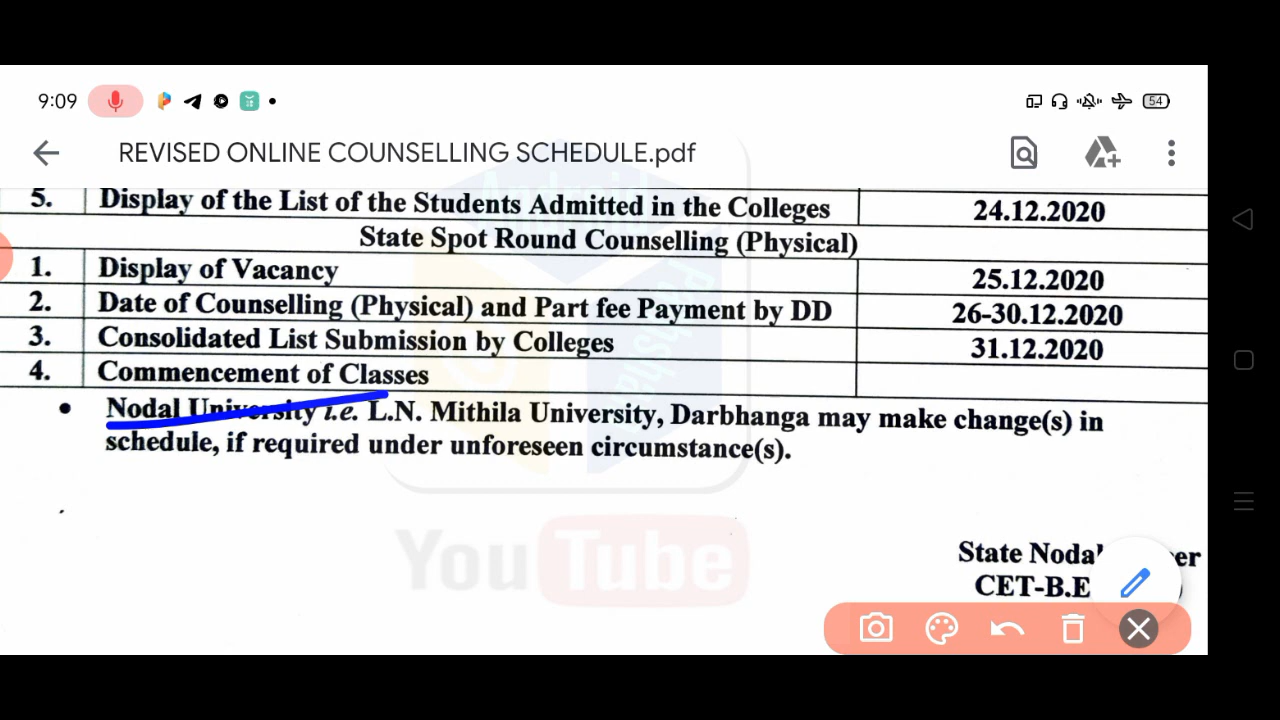 9:09
54
REVISED ONLINE COUNSELLING SCHEDULE.pdf
5. Display of the List of the Students Admitted in the Colleges 24.12.2020
State Spot Round Counselling (Physical)
1. Display of Vacancy 25.12.2020
2. Date of Counselling (Physical) and Part fee Payment by DD 26-30.12.2020
3. Consolidated List Submission by Colleges 31.12.2020
4. Commencement of Classes
• Nodal University i.e. L.N. Mithila University, Darbhanga may make change(s) in
schedule, if required under unforeseen circumstance(s).
YouTube
State Noda er
CET-B.E